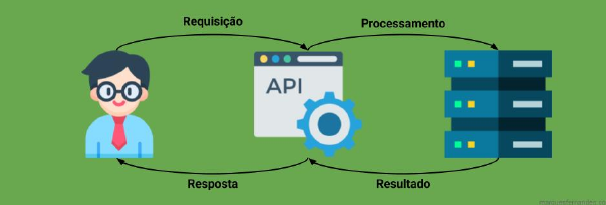 Requisição
Processamento
API
Resposta
Resultado